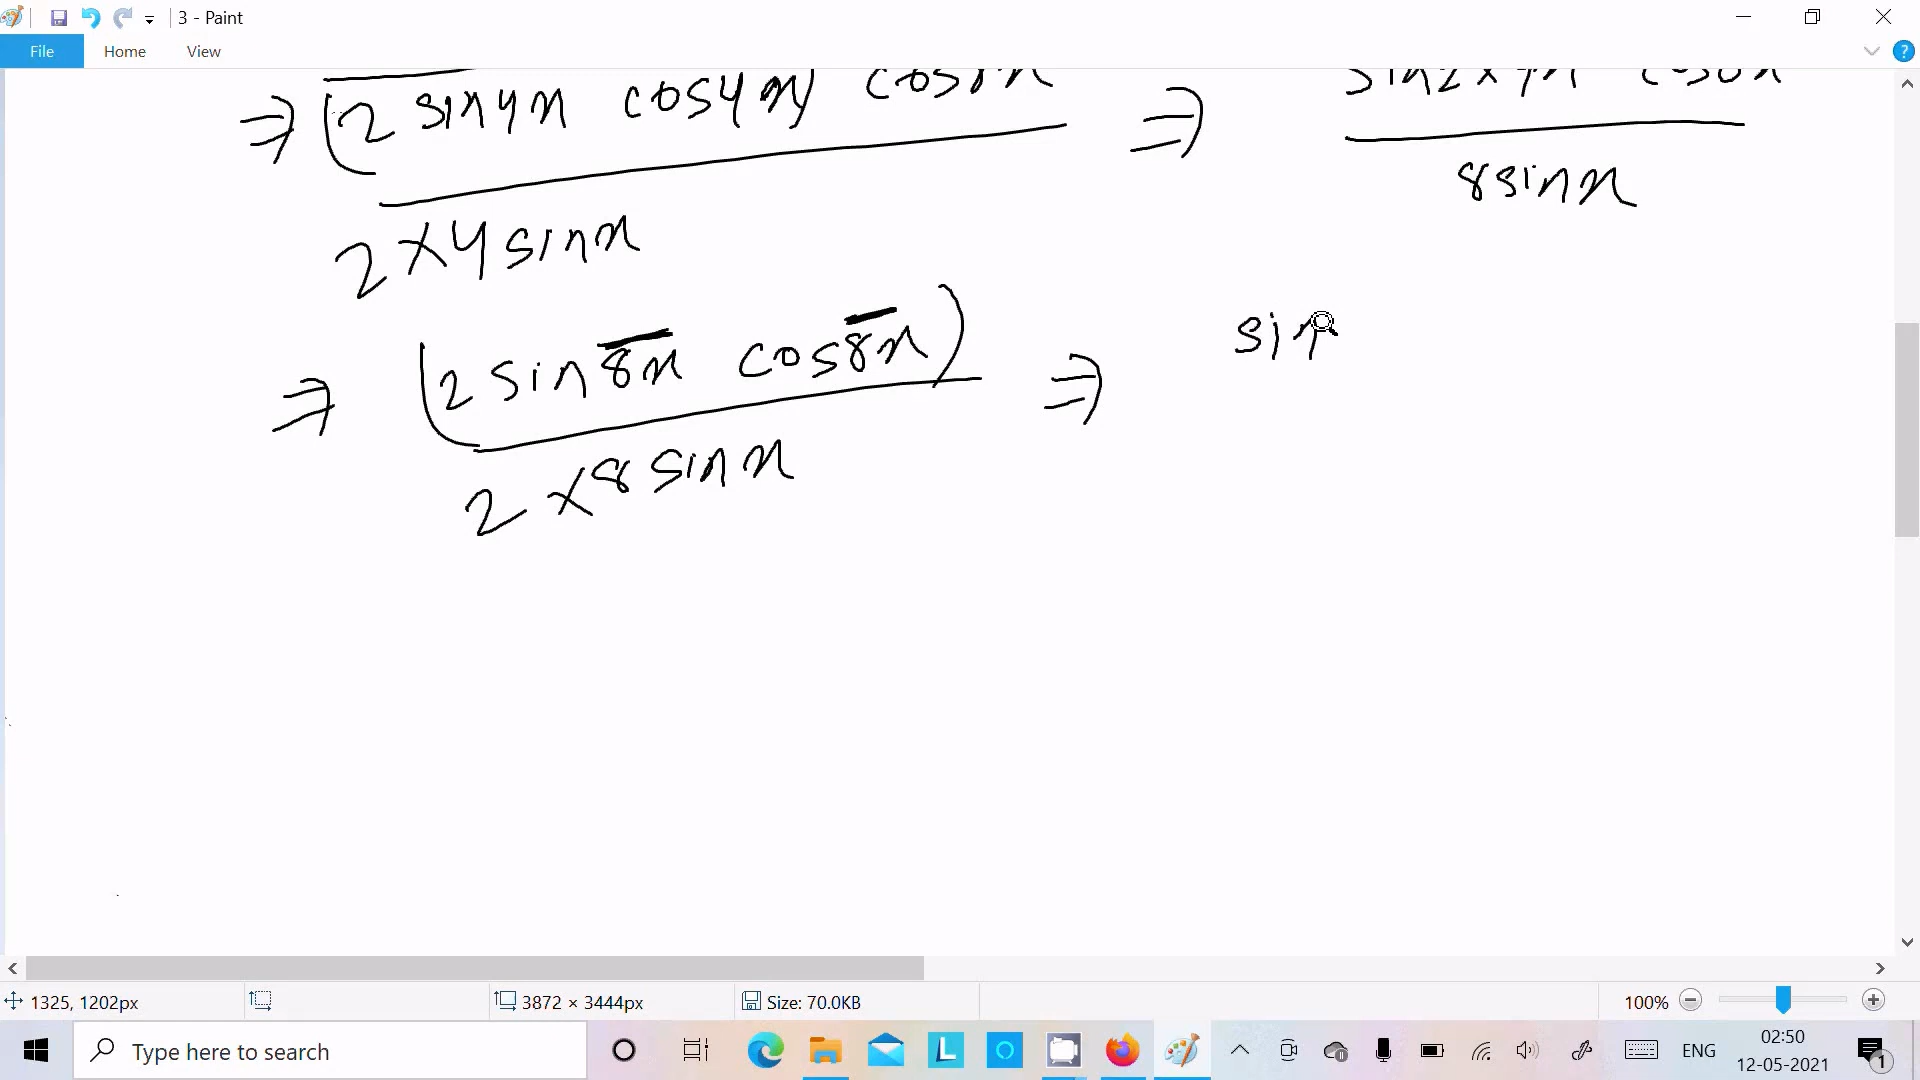 3 - Paint
File Home View
⇒ (2 sin4x cos4x) cos8x ⇒ sin2×4x cos8x
2×4sinx 8sinx
⇒ (2 sin8x cos8x) ⇒ sin
2×8 sinx
1325, 1202px 3872 × 3444px Size: 70.0KB 100%
Type here to search ENG 02:50
12-05-2021 1